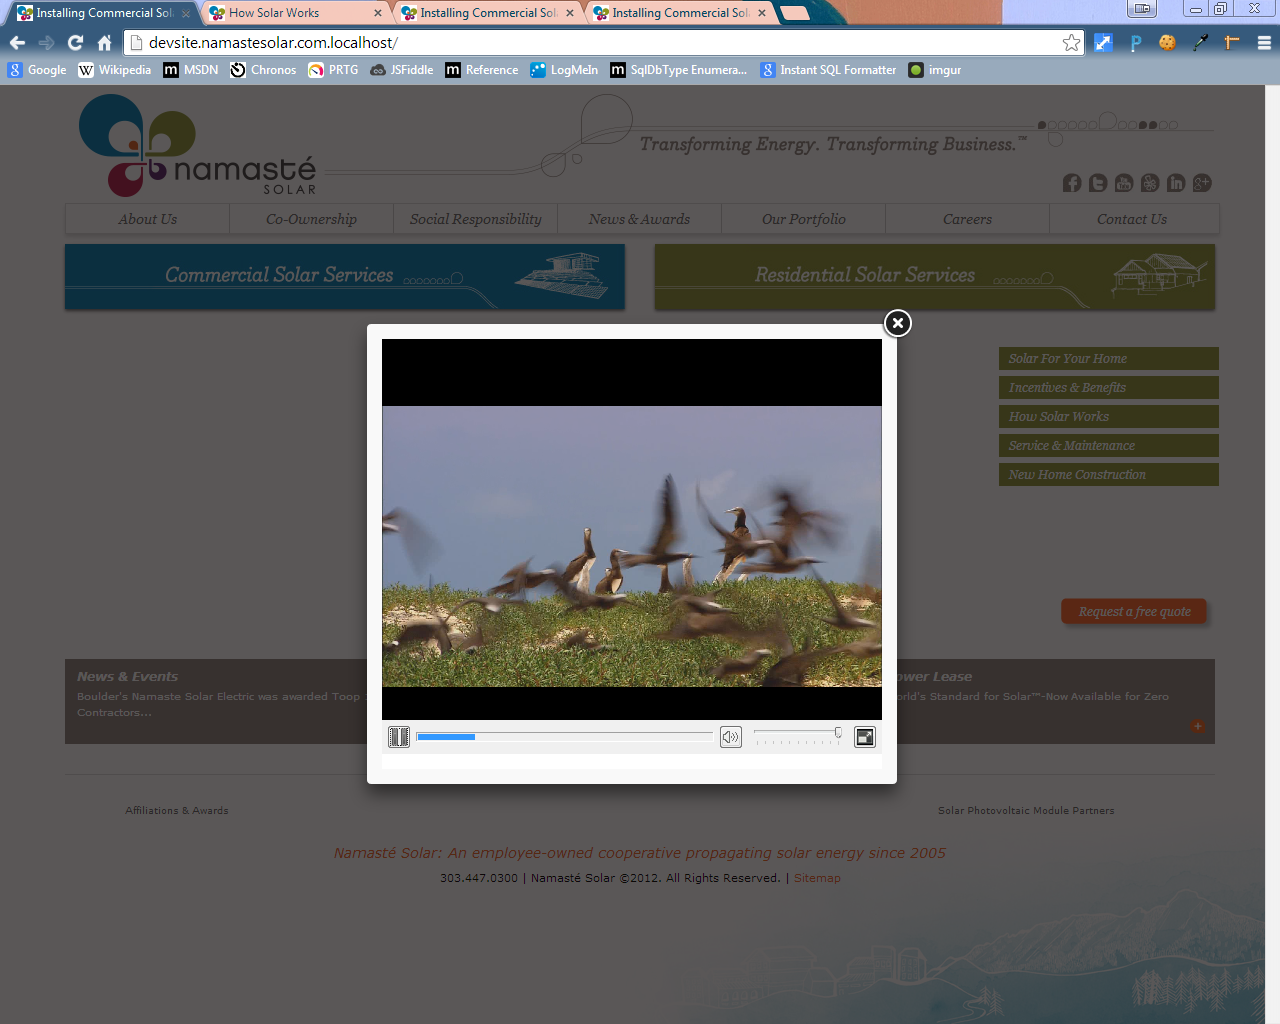 Installing Commercial Sol
How Solar Works
Installing Commercial Sol
Installing Commercial Sol
devsite.namastesolar.com.localhost/
Google
Wikipedia
MSDN
Chronos
PRTG
JSFiddle
Reference
LogMeIn
SqlDbType Enumera...
Instant SQL Formatter
imgur
namasté
SOLAR
Transforming Energy. Transforming Business.™
About Us
Co-Ownership
Social Responsibility
News & Awards
Our Portfolio
Careers
Contact Us
Commercial Solar Services
Residential Solar Services
Solar For Your Home
Incentives & Benefits
How Solar Works
Service & Maintenance
New Home Construction
Request a free quote
News & Events
Boulder's Namaste Solar Electric was awarded Toop
Contractors...
ower Lease
orld's Standard for Solar™-Now Available for Zero
Affiliations & Awards
Solar Photovoltaic Module Partners
Namasté Solar: An employee-owned cooperative propagating solar energy since 2005
303.447.0300 | Namasté Solar ©2012. All Rights Reserved. | Sitemap